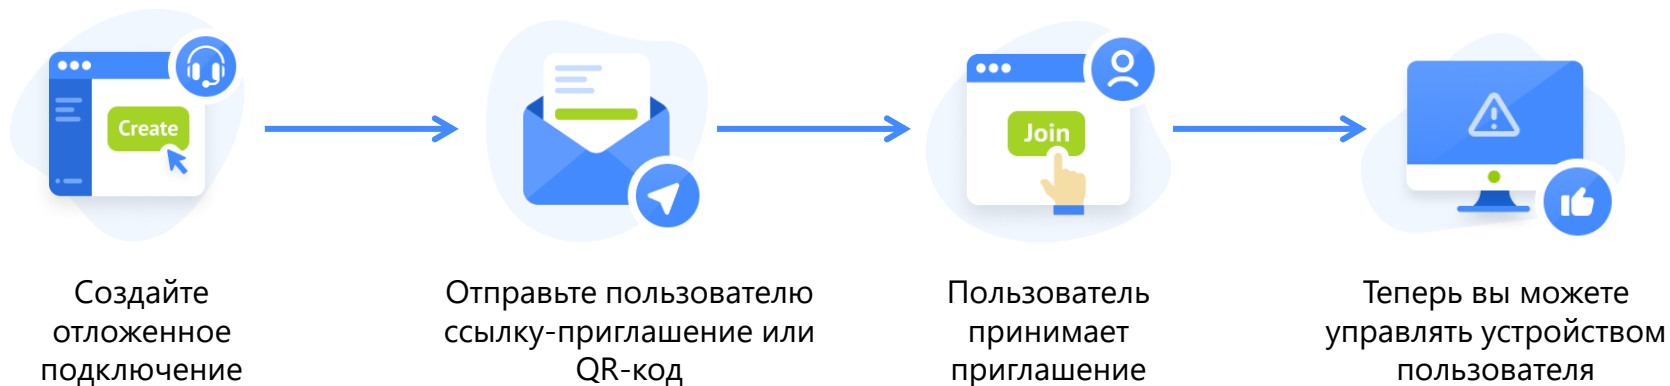 Create
Join
Создайте
отложенное
подключение
Отправьте пользователю
ссылку-приглашение или
QR-код
Пользователь
принимает
приглашение
Теперь вы можете
управлять устройством
пользователя